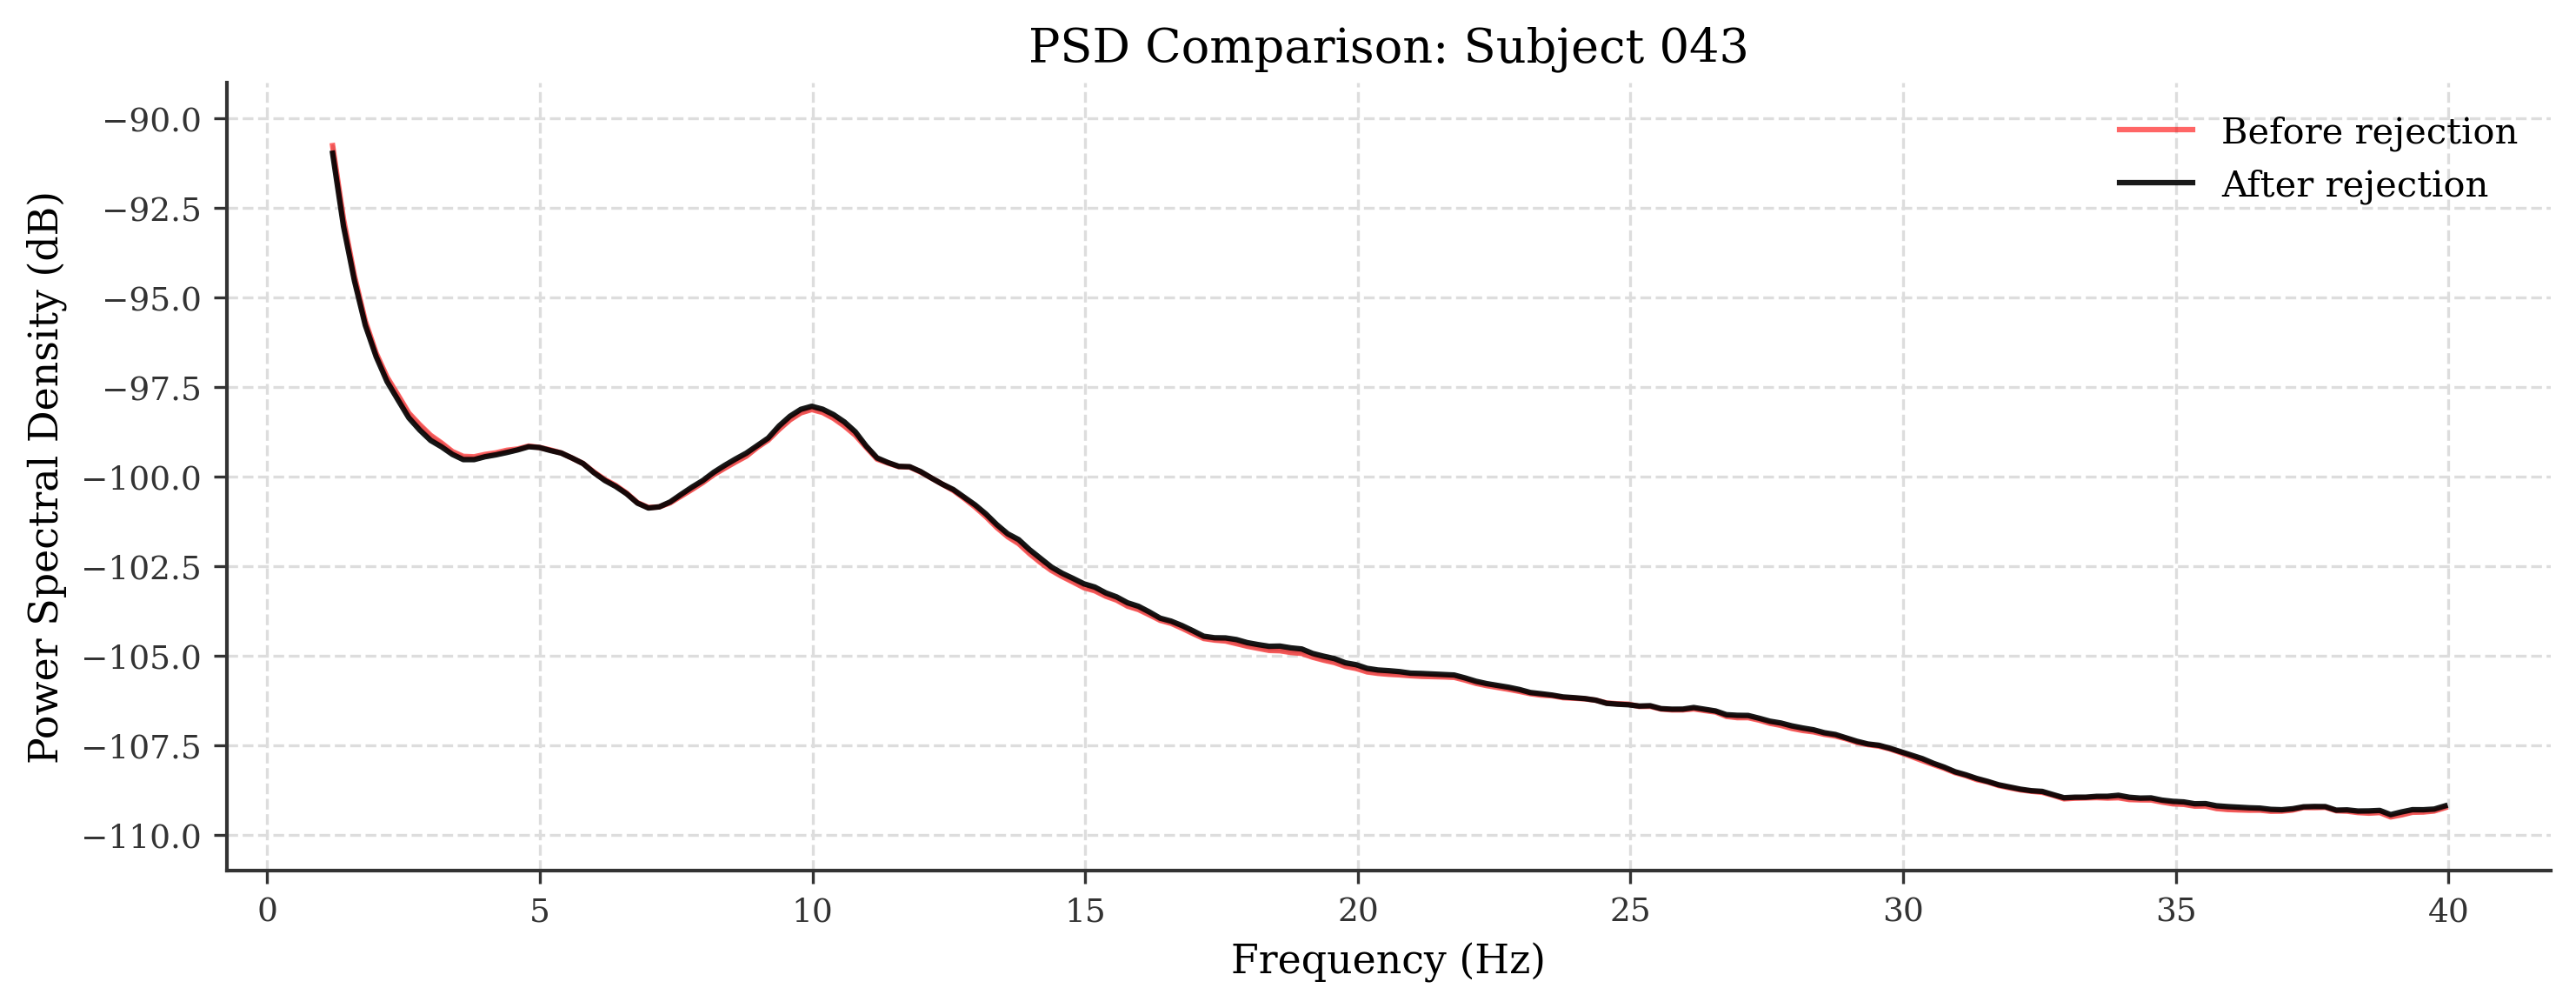 PSD Comparison: Subject 043
Power Spectral Density (dB)
−90.0
−92.5
−95.0
−97.5
−100.0
−102.5
−105.0
−107.5
−110.0
Before rejection
After rejection
0 5 10 15 20 25 30 35 40
Frequency (Hz)